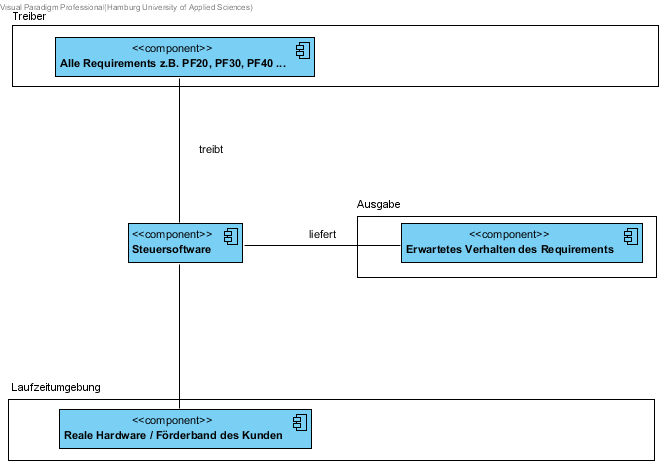 Visual Paradigm Professional(Hamburg University of Applied Sciences)
Treiber
<<component>>
Alle Requirements z.B. PF20, PF30, PF40 ...
treibt
Ausgabe
<<component>>
Steuersoftware
liefert
<<component>>
Erwartetes Verhalten des Requirements
Laufzeitumgebung
<<component>>
Reale Hardware / Förderband des Kunden